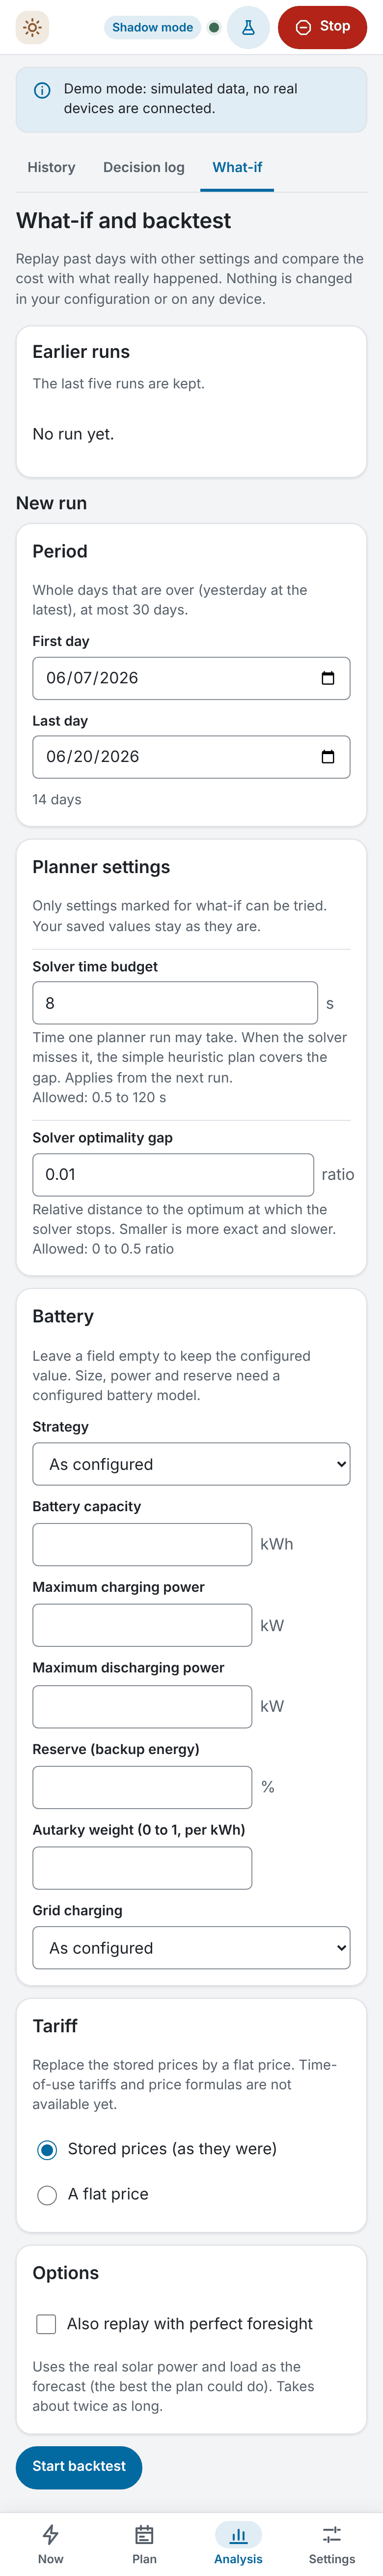 Shadow mode
Stop
Demo mode: simulated data, no real
devices are connected.
History
Decision log
What-if
What-if and backtest
Replay past days with other settings and compare the
cost with what really happened. Nothing is changed
in your configuration or on any device.
Earlier runs
The last five runs are kept.
No run yet.
New run
Period
Whole days that are over (yesterday at the
latest), at most 30 days.
First day
06/07/2026
Last day
06/20/2026
14 days
Planner settings
Only settings marked for what-if can be tried.
Your saved values stay as they are.
Solver time budget
8 s
Time one planner run may take. When the solver
misses it, the simple heuristic plan covers the
gap. Applies from the next run.
Allowed: 0.5 to 120 s
Solver optimality gap
0.01 ratio
Relative distance to the optimum at which the
solver stops. Smaller is more exact and slower.
Allowed: 0 to 0.5 ratio
Battery
Leave a field empty to keep the configured
value. Size, power and reserve need a
configured battery model.
Strategy
As configured
Battery capacity
kWh
Maximum charging power
kW
Maximum discharging power
kW
Reserve (backup energy)
%
Autarky weight (0 to 1, per kWh)
Grid charging
As configured
Tariff
Replace the stored prices by a flat price. Time-
of-use tariffs and price formulas are not
available yet.
Stored prices (as they were)
A flat price
Options
Also replay with perfect foresight
Uses the real solar power and load as the
forecast (the best the plan could do). Takes
about twice as long.
Start backtest
Now
Plan
Analysis
Settings